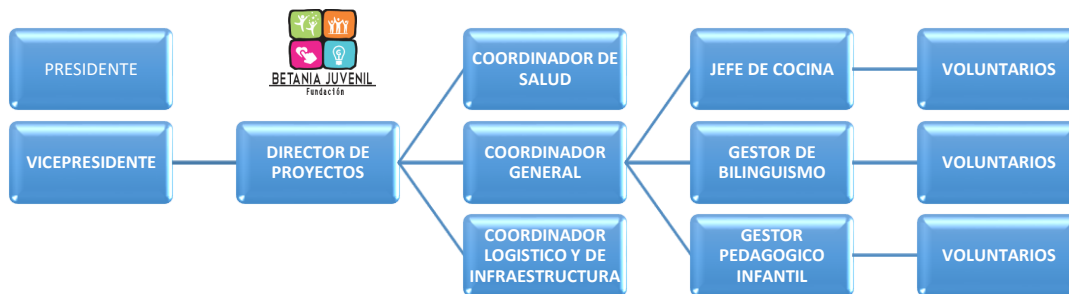 PRESIDENTE
BETANIA JUVENIL
Fundación
COORDINADOR DE
SALUD
JEFE DE COCINA
VOLUNTARIOS
VICEPRESIDENTE
DIRECTOR DE
PROYECTOS
COORDINADOR
GENERAL
GESTOR DE
BILINGUISMO
VOLUNTARIOS
COORDINADOR
LOGISTICO Y DE
INFRAESTRUCTURA
GESTOR
PEDAGOGICO
INFANTIL
VOLUNTARIOS